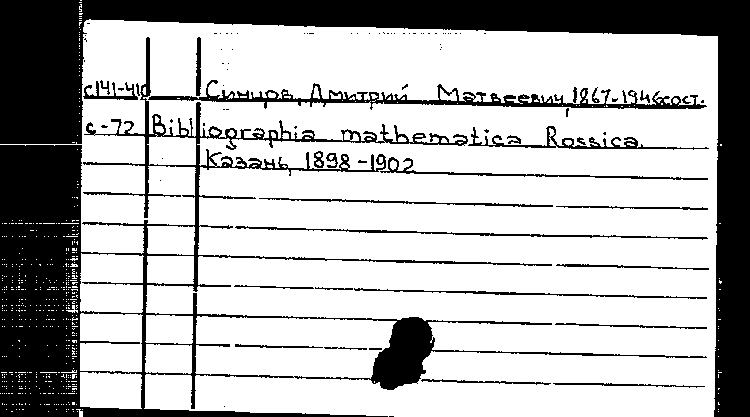 с141-410 Синцов, Дмитрий Матвеевич, 1867-1946, сост.
с-72 Bibliographia mathematica Rossica.
Казань, 1898-1902